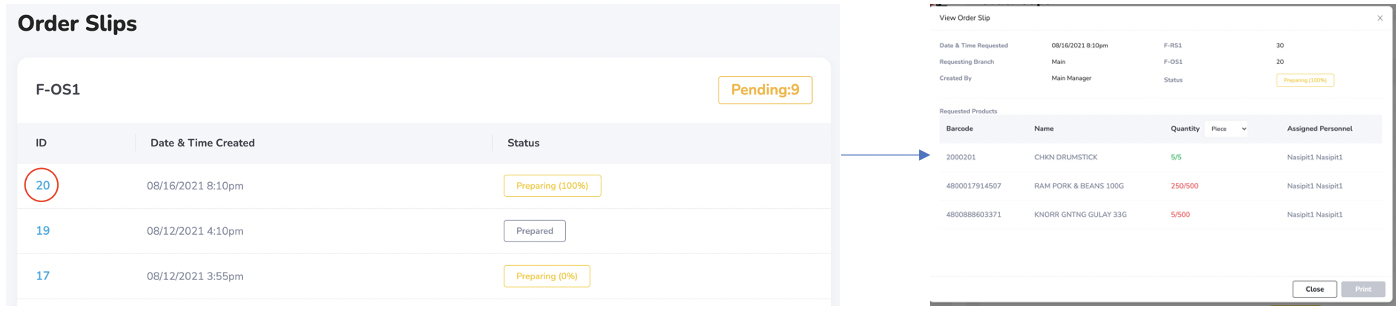 Order Slips
F-OS1
Pending:9
ID Date & Time Created Status
20 08/16/2021 8:10pm Preparing (100%)
19 08/12/2021 4:10pm Prepared
17 08/12/2021 3:55pm Preparing (0%)
View Order Slip
Date & Time Requested 08/16/2021 8:10pm F-RS1 30
Requesting Branch Main F-OS1 20
Created By Main Manager Status Preparing (100%)
Requested Products
Barcode Name Quantity Piece Assigned Personnel
2000201 CHKN DRUMSTICK 5/5 Nasipit1 Nasipit1
4800017914507 RAM PORK & BEANS 100G 250/500 Nasipit1 Nasipit1
4800888603371 KNORR GNTNG GULAY 33G 5/500 Nasipit1 Nasipit1
Close Print